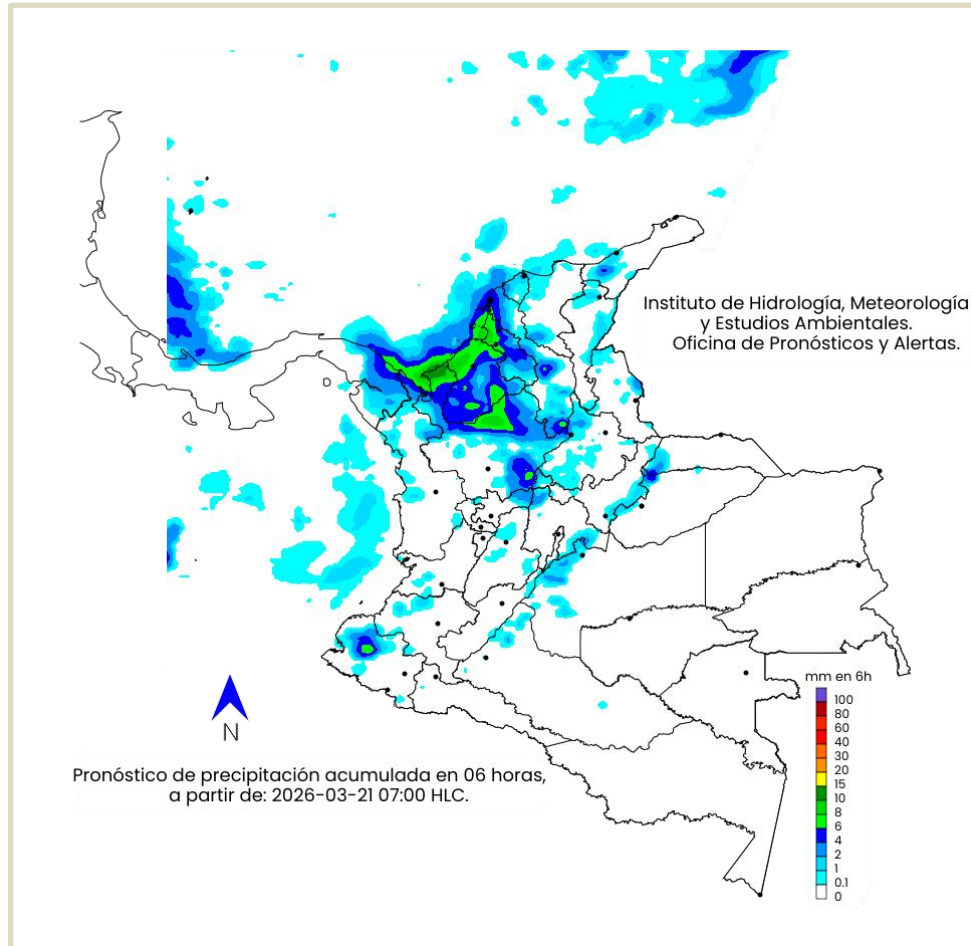 Instituto de Hidrología, Meteorología
y Estudios Ambientales.
Oficina de Pronósticos y Alertas.
mm en 6h
100
80
60
40
30
20
15
10
8
6
4
2
1
0.1
0
N
Pronóstico de precipitación acumulada en 06 horas,
a partir de: 2026-03-21 07:00 HLC.